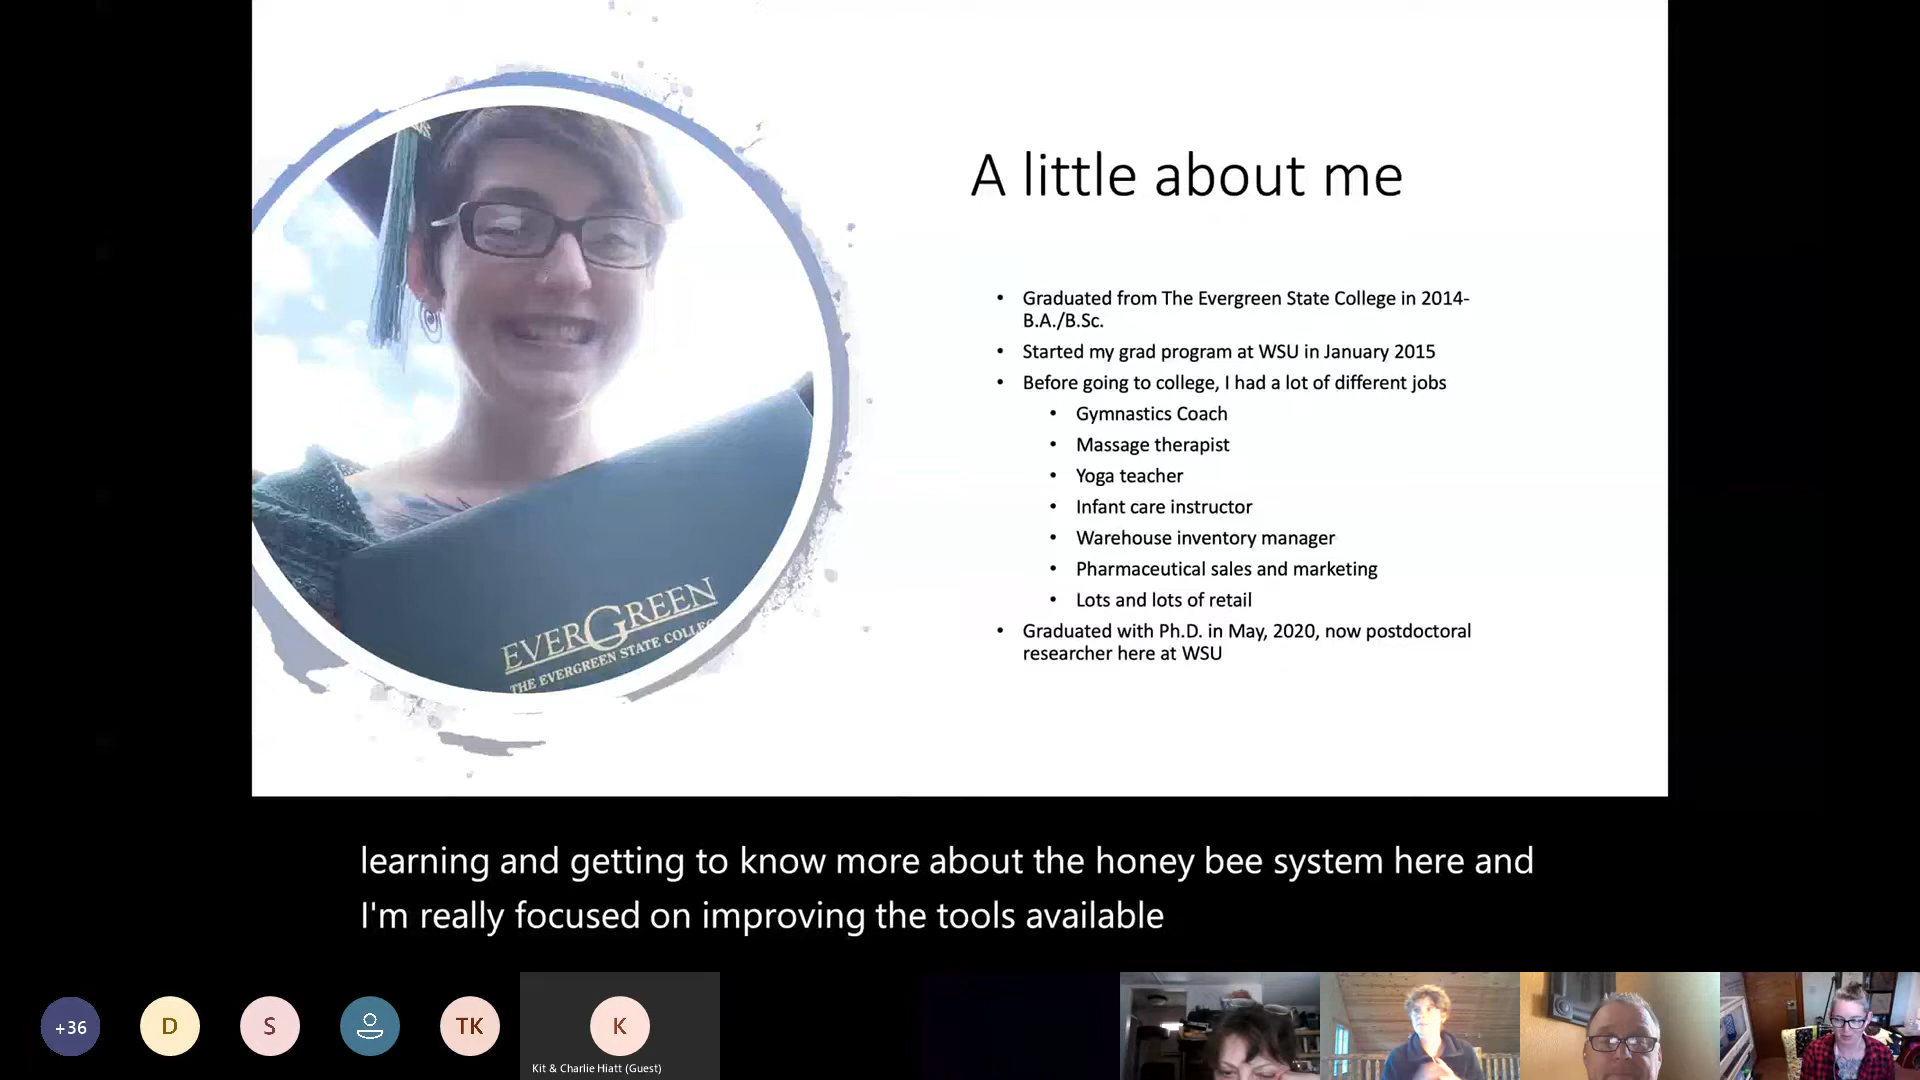 A little about me
• Graduated from The Evergreen State College in 2014-
B.A./B.Sc.
• Started my grad program at WSU in January 2015
• Before going to college, I had a lot of different jobs
• Gymnastics Coach
• Massage therapist
• Yoga teacher
• Infant care instructor
• Warehouse inventory manager
• Pharmaceutical sales and marketing
• Lots and lots of retail
• Graduated with Ph.D. in May, 2020, now postdoctoral
researcher here at WSU
EVERGREEN
THE EVERGREEN STATE COLLEG
learning and getting to know more about the honey bee system here and
I'm really focused on improving the tools available
+36
D
S
TK
K
Kit & Charlie Hiatt (Guest)